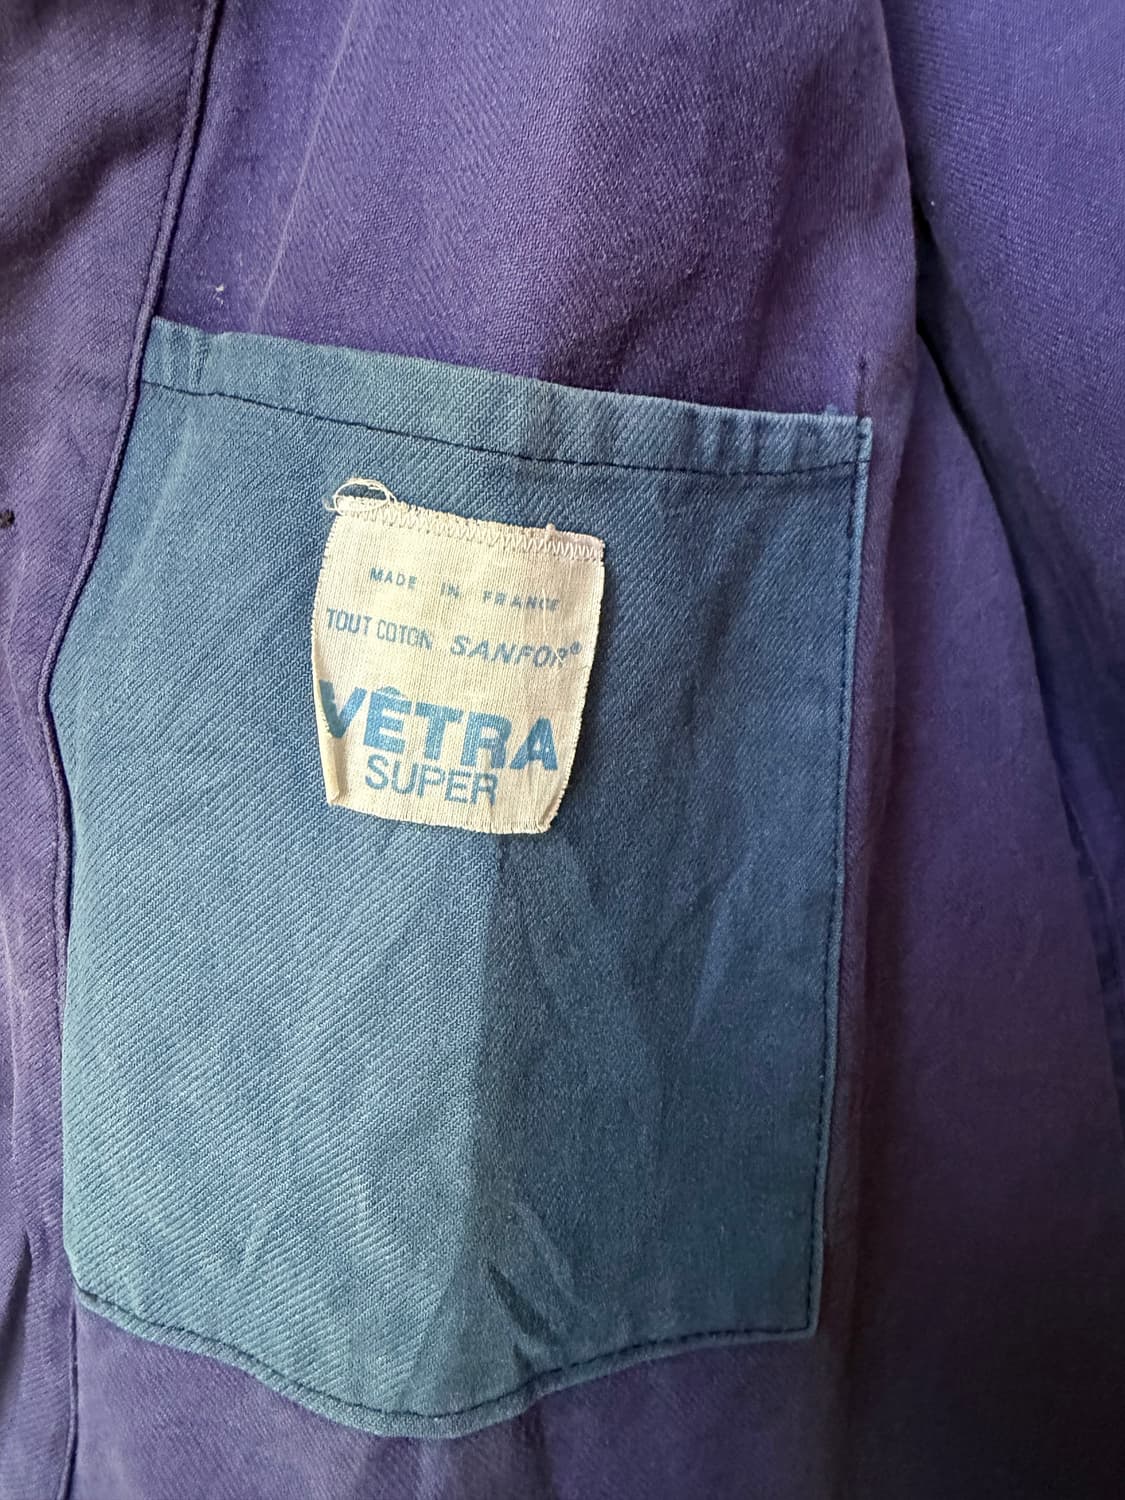 MADE IN FRANCE
TOUT COTON SANFOR®
VÊTRA
SUPER